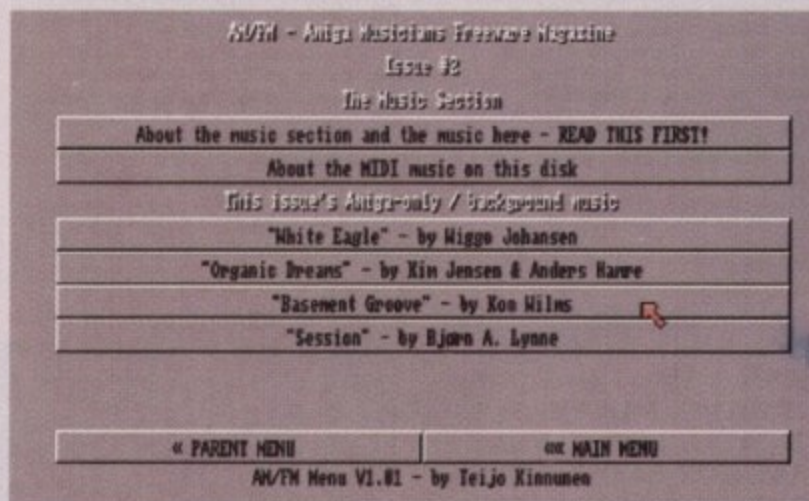 AM/FM - Amiga Musicians Freeware Magazine
Issue #2
The Music Section
About the music section and the music here - READ THIS FIRST!
About the MIDI music on this disk
This issue's Amiga-only / background music
"White Eagle" - by Wiggo Johansen
"Organic Dreams" - by Kim Jensen & Anders Hamre
"Basement Groove" - by Kon Wilms
"Session" - by Bjørn A. Lynne
« PARENT MENU
««« MAIN MENU
AM/FM Menu V1.01 - by Teijo Kinnunen